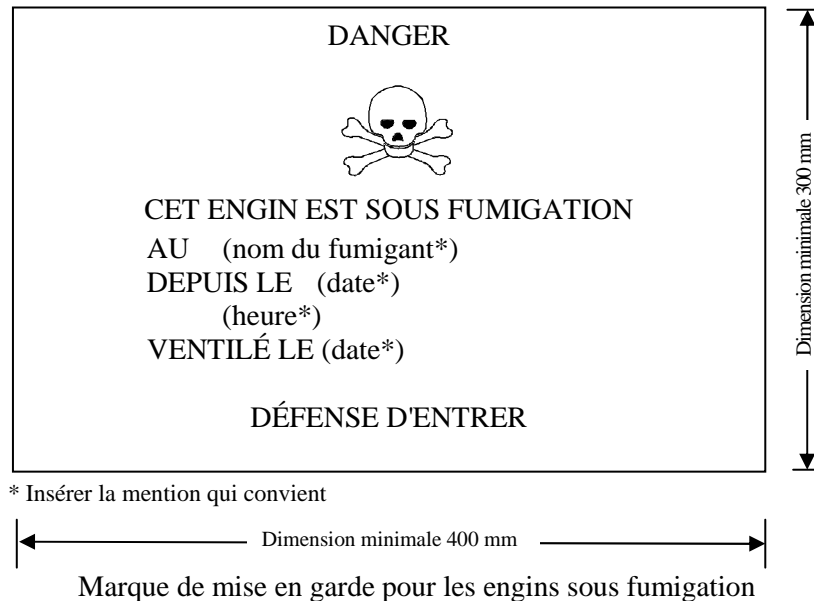 DANGER
CET ENGIN EST SOUS FUMIGATION
AU (nom du fumigant*)
DEPUIS LE (date*)
(heure*)
VENTILÉ LE (date*)
DÉFENSE D'ENTRER
Dimension minimale 300 mm
* Insérer la mention qui convient
Dimension minimale 400 mm
Marque de mise en garde pour les engins sous fumigation